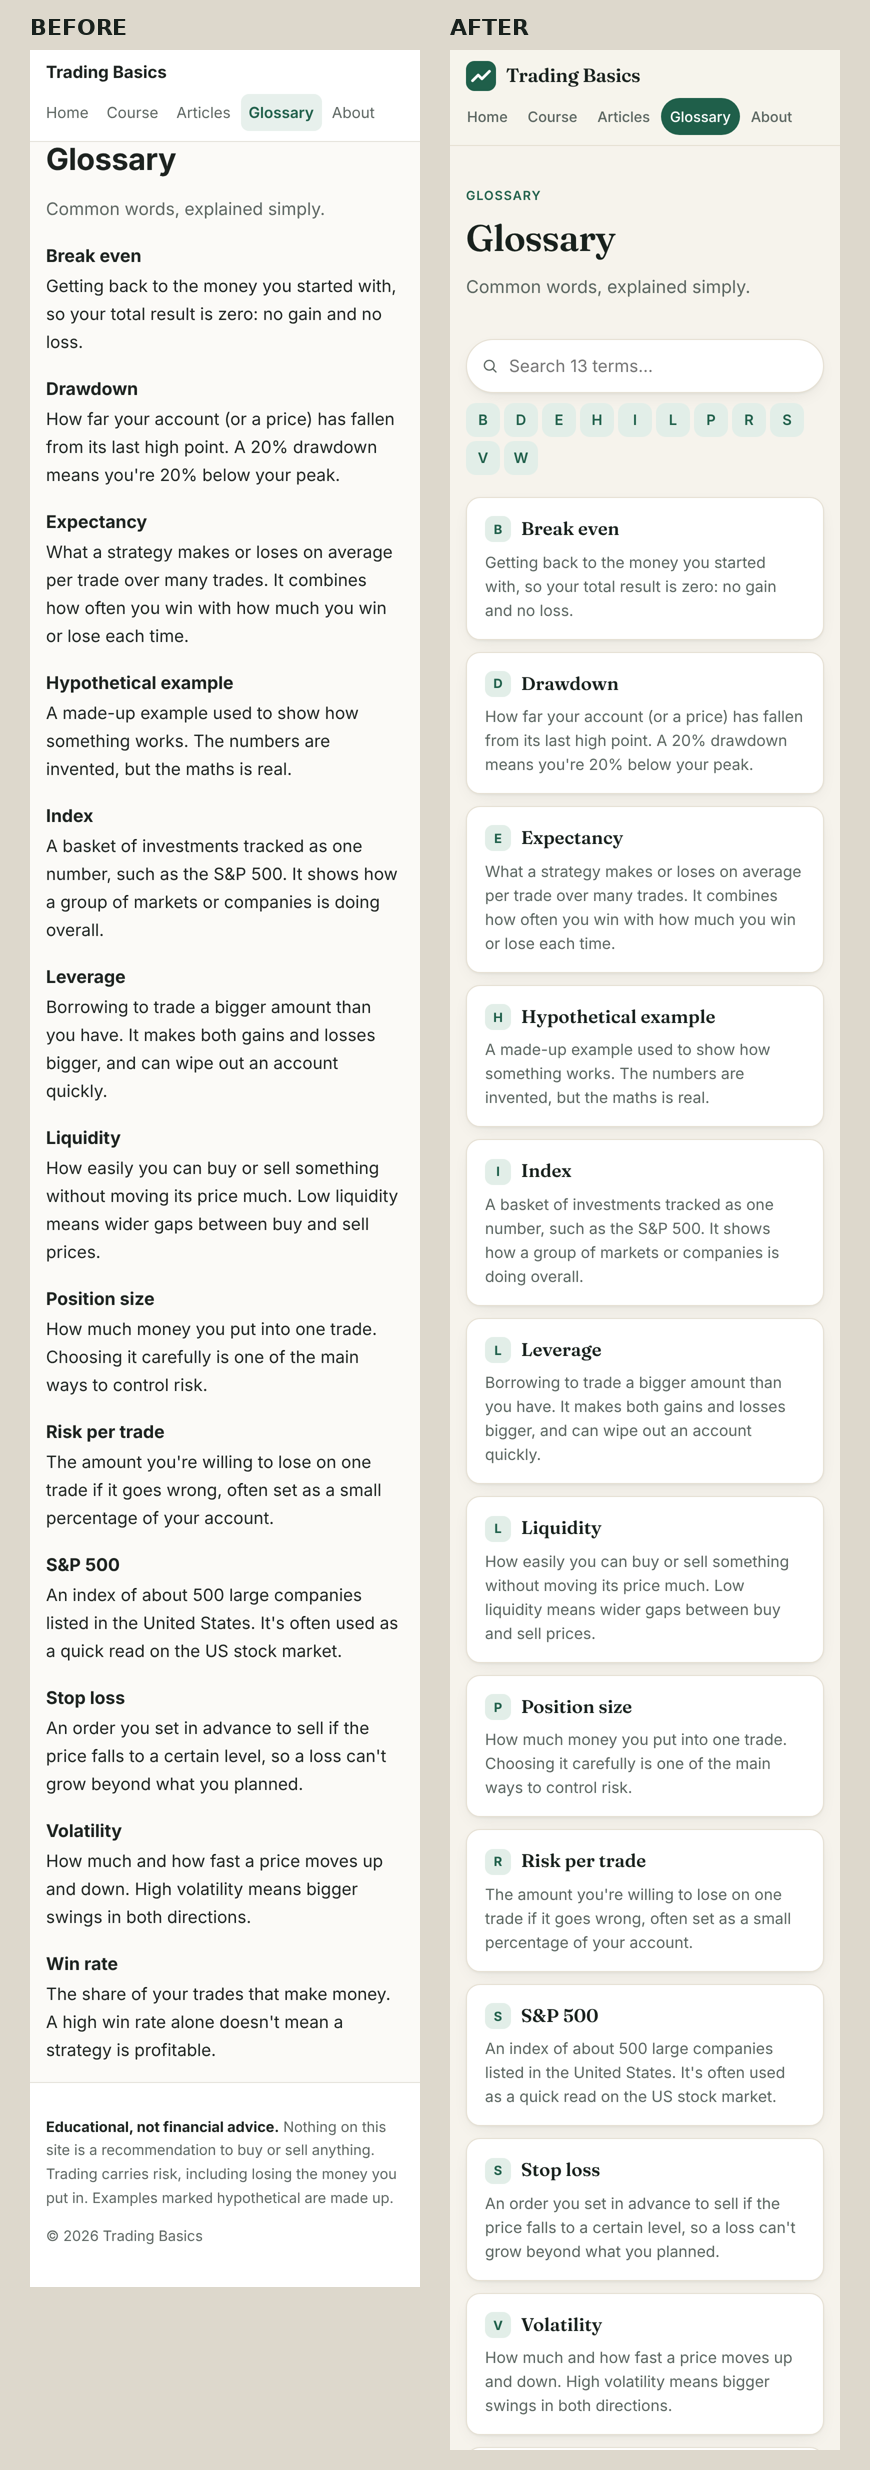 BEFORE
Trading Basics
Home Course Articles Glossary About
Glossary
Common words, explained simply.
Break even
Getting back to the money you started with,
so your total result is zero: no gain and no
loss.
Drawdown
How far your account (or a price) has fallen
from its last high point. A 20% drawdown
means you're 20% below your peak.
Expectancy
What a strategy makes or loses on average
per trade over many trades. It combines
how often you win with how much you win
or lose each time.
Hypothetical example
A made-up example used to show how
something works. The numbers are
invented, but the maths is real.
Index
A basket of investments tracked as one
number, such as the S&P 500. It shows how
a group of markets or companies is doing
overall.
Leverage
Borrowing to trade a bigger amount than
you have. It makes both gains and losses
bigger, and can wipe out an account
quickly.
Liquidity
How easily you can buy or sell something
without moving its price much. Low liquidity
means wider gaps between buy and sell
prices.
Position size
How much money you put into one trade.
Choosing it carefully is one of the main
ways to control risk.
Risk per trade
The amount you're willing to lose on one
trade if it goes wrong, often set as a small
percentage of your account.
S&P 500
An index of about 500 large companies
listed in the United States. It's often used as
a quick read on the US stock market.
Stop loss
An order you set in advance to sell if the
price falls to a certain level, so a loss can't
grow beyond what you planned.
Volatility
How much and how fast a price moves up
and down. High volatility means bigger
swings in both directions.
Win rate
The share of your trades that make money.
A high win rate alone doesn't mean a
strategy is profitable.
Educational, not financial advice. Nothing on this
site is a recommendation to buy or sell anything.
Trading carries risk, including losing the money you
put in. Examples marked hypothetical are made up.
© 2026 Trading Basics
AFTER
Trading Basics
Home Course Articles Glossary About
GLOSSARY
Glossary
Common words, explained simply.
Search 13 terms...
B D E H I L P R S
V W
B Break even
Getting back to the money you started
with, so your total result is zero: no gain
and no loss.
D Drawdown
How far your account (or a price) has fallen
from its last high point. A 20% drawdown
means you're 20% below your peak.
E Expectancy
What a strategy makes or loses on average
per trade over many trades. It combines
how often you win with how much you win
or lose each time.
H Hypothetical example
A made-up example used to show how
something works. The numbers are
invented, but the maths is real.
I Index
A basket of investments tracked as one
number, such as the S&P 500. It shows
how a group of markets or companies is
doing overall.
L Leverage
Borrowing to trade a bigger amount than
you have. It makes both gains and losses
bigger, and can wipe out an account
quickly.
L Liquidity
How easily you can buy or sell something
without moving its price much. Low
liquidity means wider gaps between buy
and sell prices.
P Position size
How much money you put into one trade.
Choosing it carefully is one of the main
ways to control risk.
R Risk per trade
The amount you're willing to lose on one
trade if it goes wrong, often set as a small
percentage of your account.
S S&P 500
An index of about 500 large companies
listed in the United States. It's often used
as a quick read on the US stock market.
S Stop loss
An order you set in advance to sell if the
price falls to a certain level, so a loss can't
grow beyond what you planned.
V Volatility
How much and how fast a price moves up
and down. High volatility means bigger
swings in both directions.